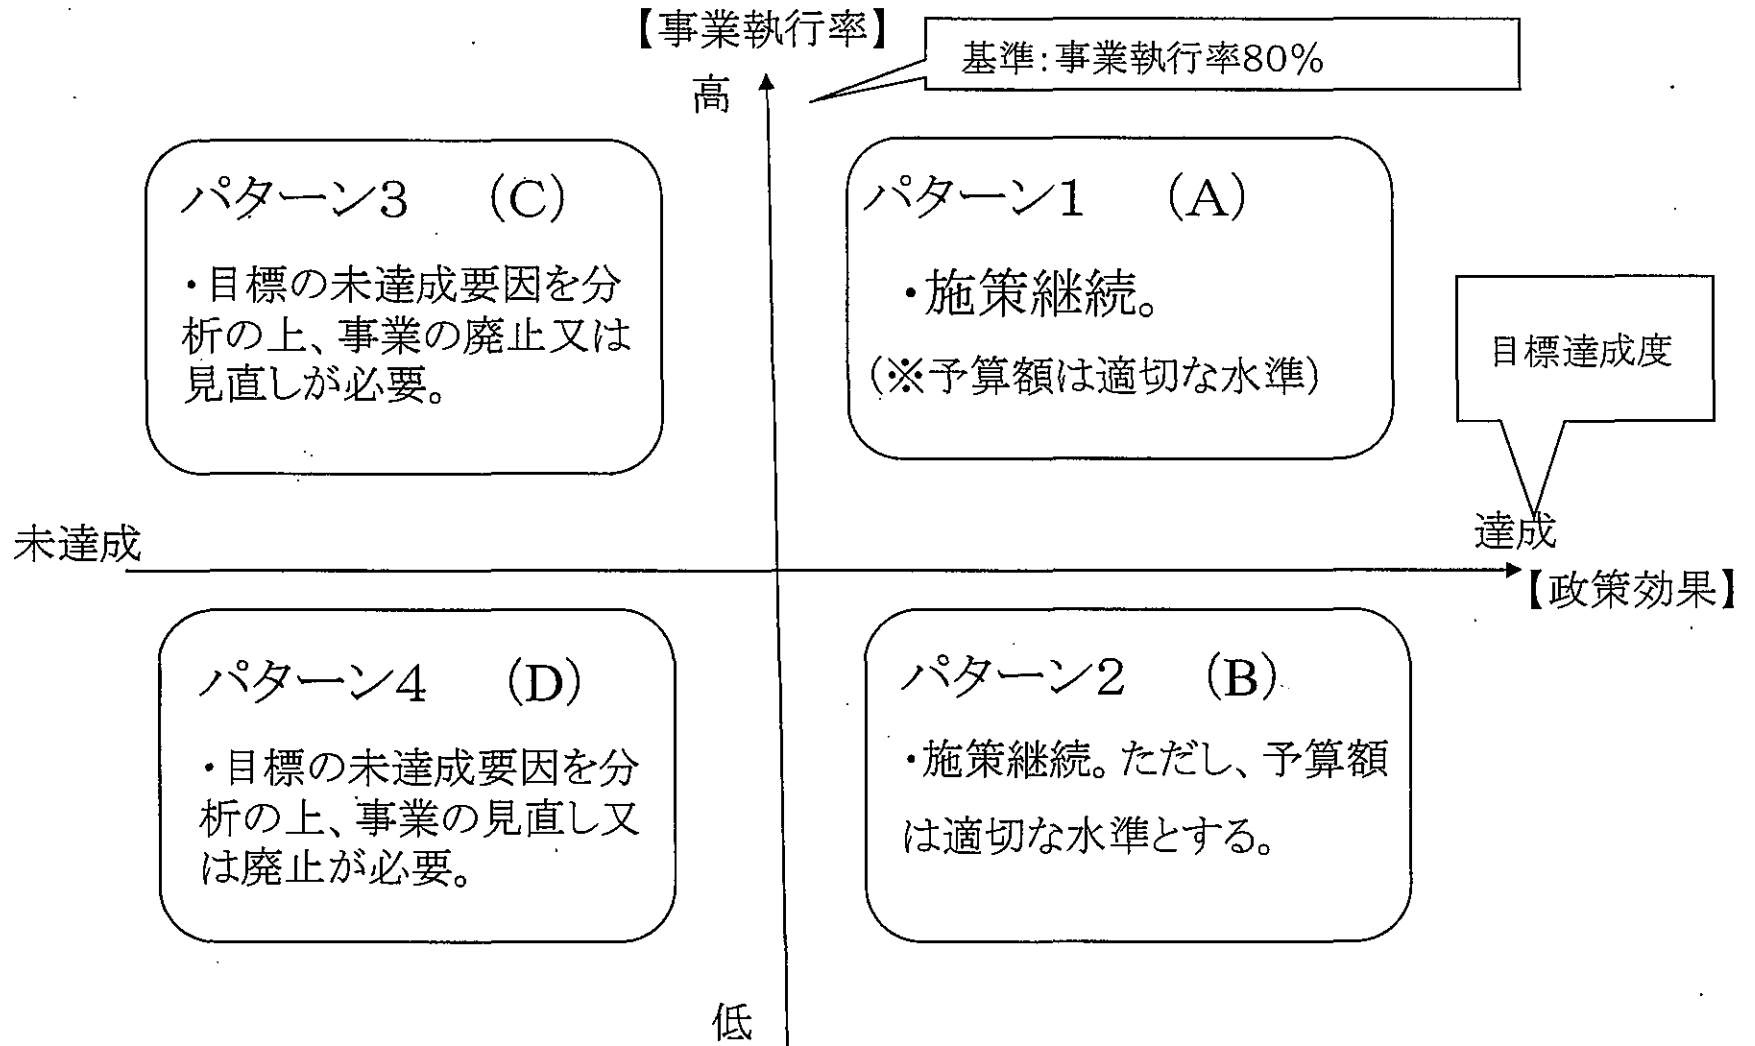 【事業執行率】
基準:事業執行率80%
高
パターン3 (C)
・目標の未達成要因を分
析の上、事業の廃止又は
見直しが必要。
パターン1 (A)
・施策継続。
(※予算額は適切な水準)
目標達成度
未達成
達成
【政策効果】
パターン4 (D)
・目標の未達成要因を分
析の上、事業の見直し又
は廃止が必要。
パターン2 (B)
・施策継続。ただし、予算額
は適切な水準とする。
低